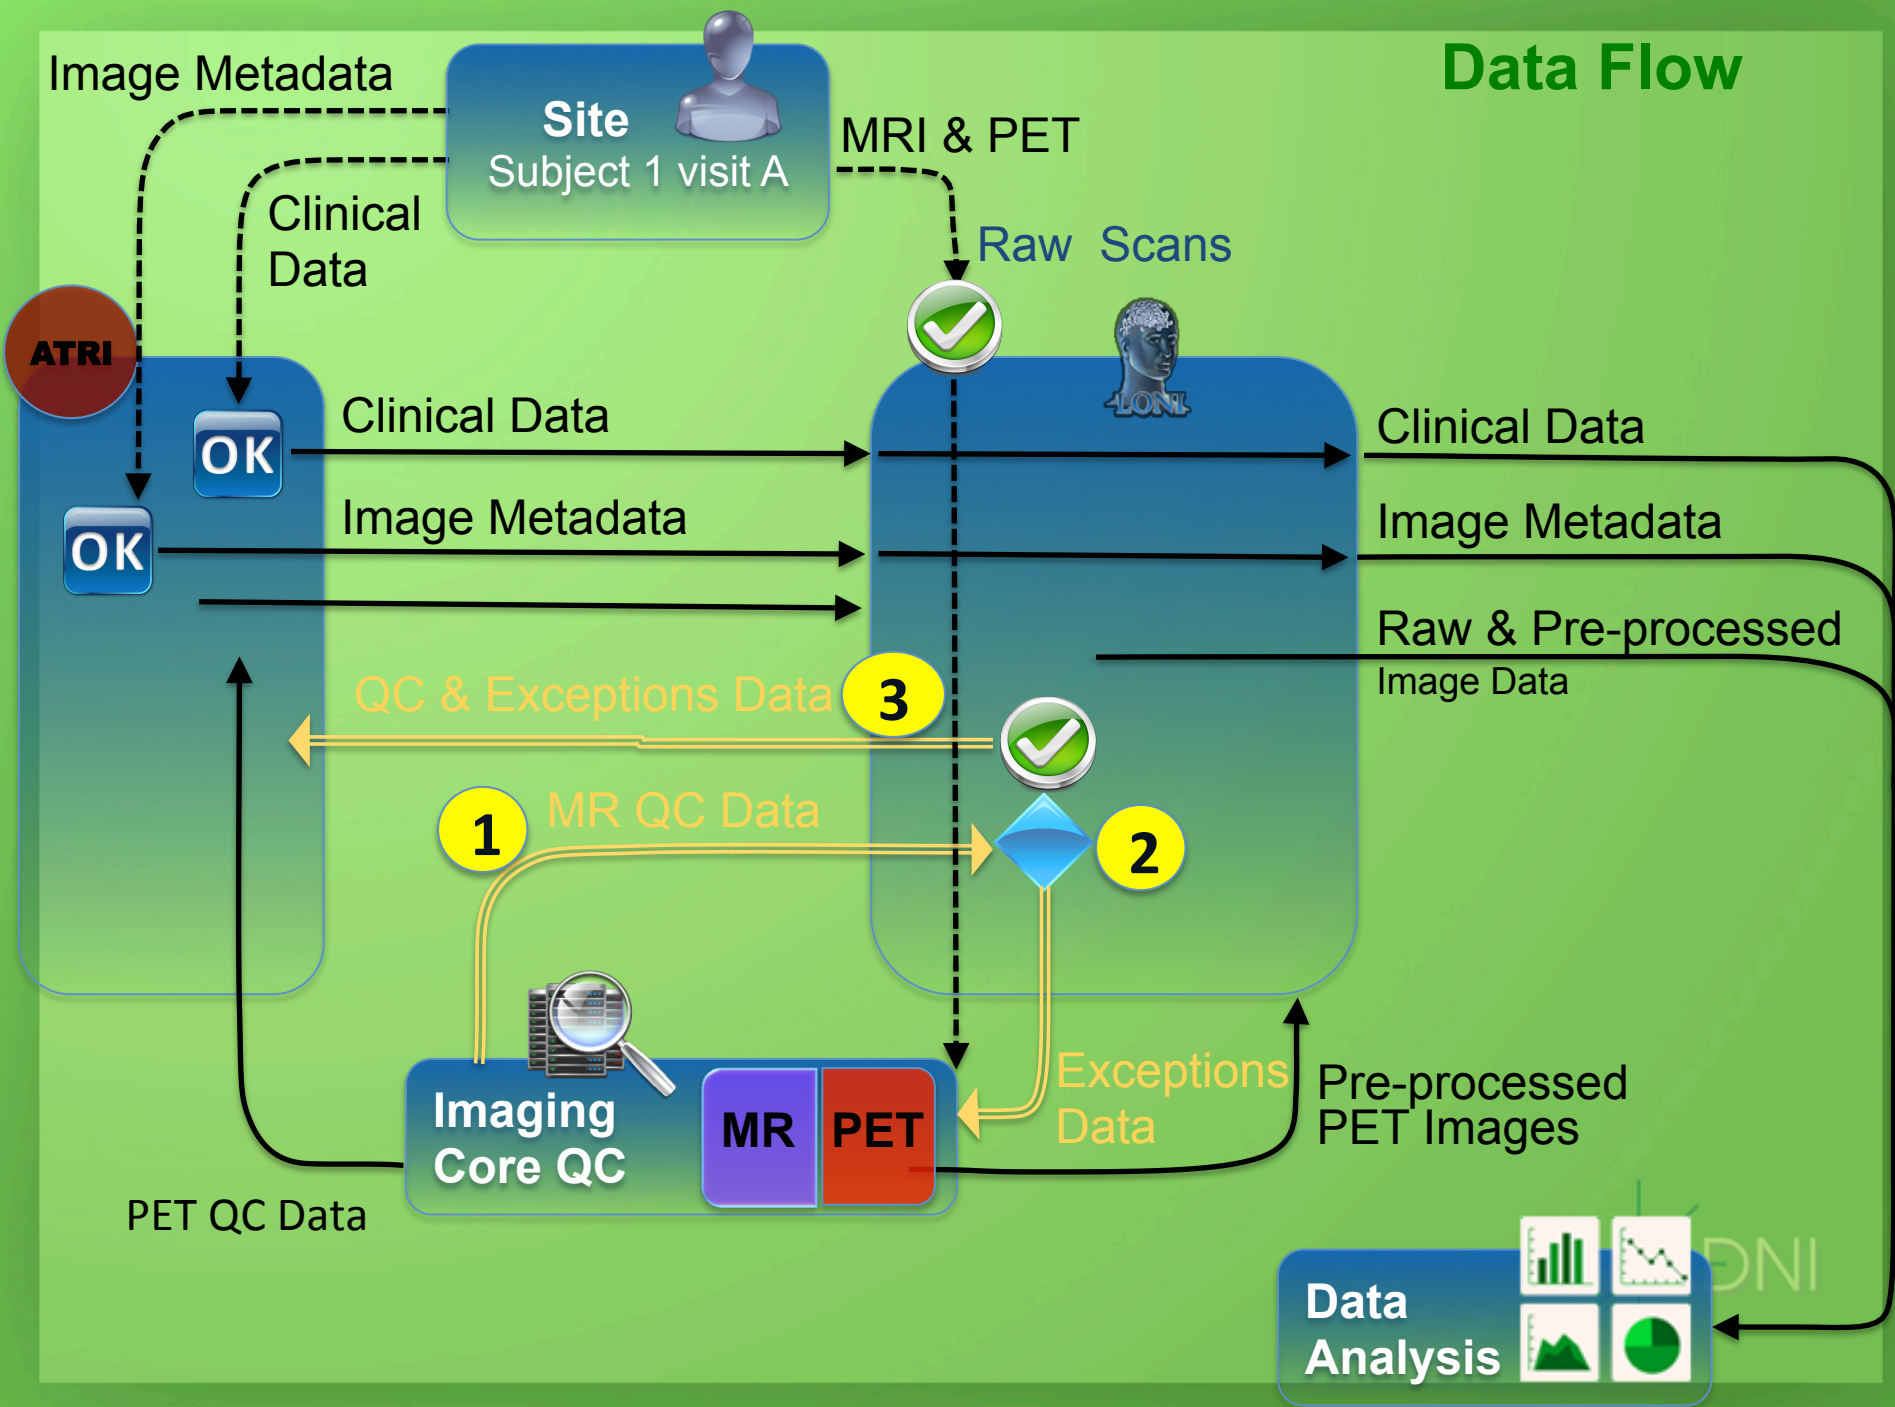 Data Flow
Image Metadata
Site
Subject 1 visit A
MRI & PET
Clinical
Data
Raw Scans
ATRI
LONI
OK
Clinical Data
Clinical Data
OK
Image Metadata
Image Metadata
Raw & Pre-processed
Image Data
QC & Exceptions Data
3
1
MR QC Data
2
Imaging
Core QC
MR
PET
Exceptions
Data
Pre-processed
PET Images
PET QC Data
Data
Analysis
DNI